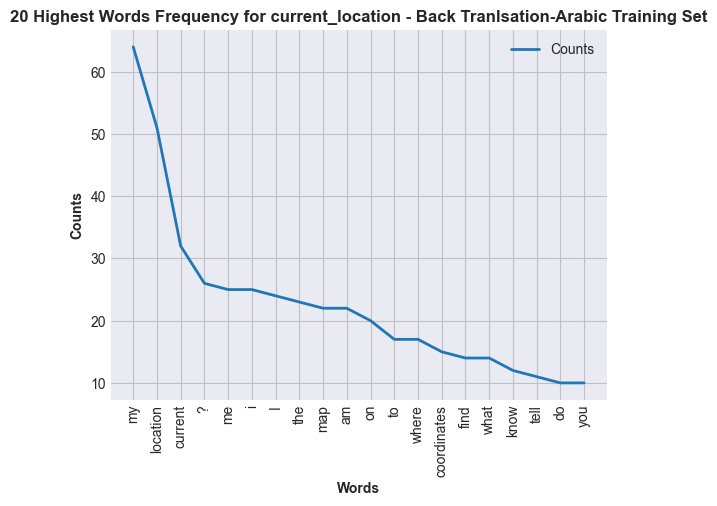 20 Highest Words Frequency for current_location - Back Tranlsation-Arabic Training Set
Counts
60
50
40
30
20
10
Counts
my
location
current
?
me
i
I
the
map
am
on
to
where
coordinates
find
what
know
tell
do
you
Words